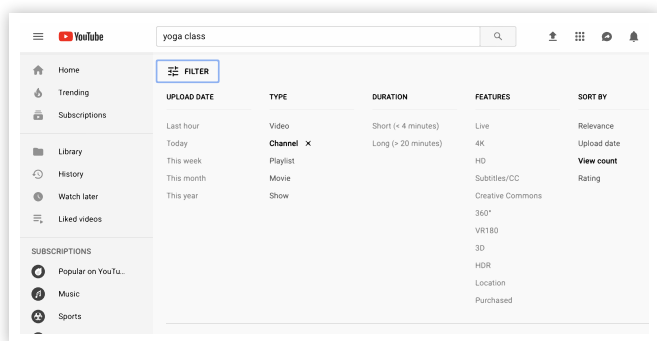 YouTube
yoga class
Home
Trending
Subscriptions
Library
History
Watch later
Liked videos
SUBSCRIPTIONS
Popular on YouTu...
Music
Sports
FILTER
UPLOAD DATE
Last hour
Today
This week
This month
This year
TYPE
Video
Channel ×
Playlist
Movie
Show
DURATION
Short (< 4 minutes)
Long (> 20 minutes)
FEATURES
Live
4K
HD
Subtitles/CC
Creative Commons
360°
VR180
3D
HDR
Location
Purchased
SORT BY
Relevance
Upload date
View count
Rating